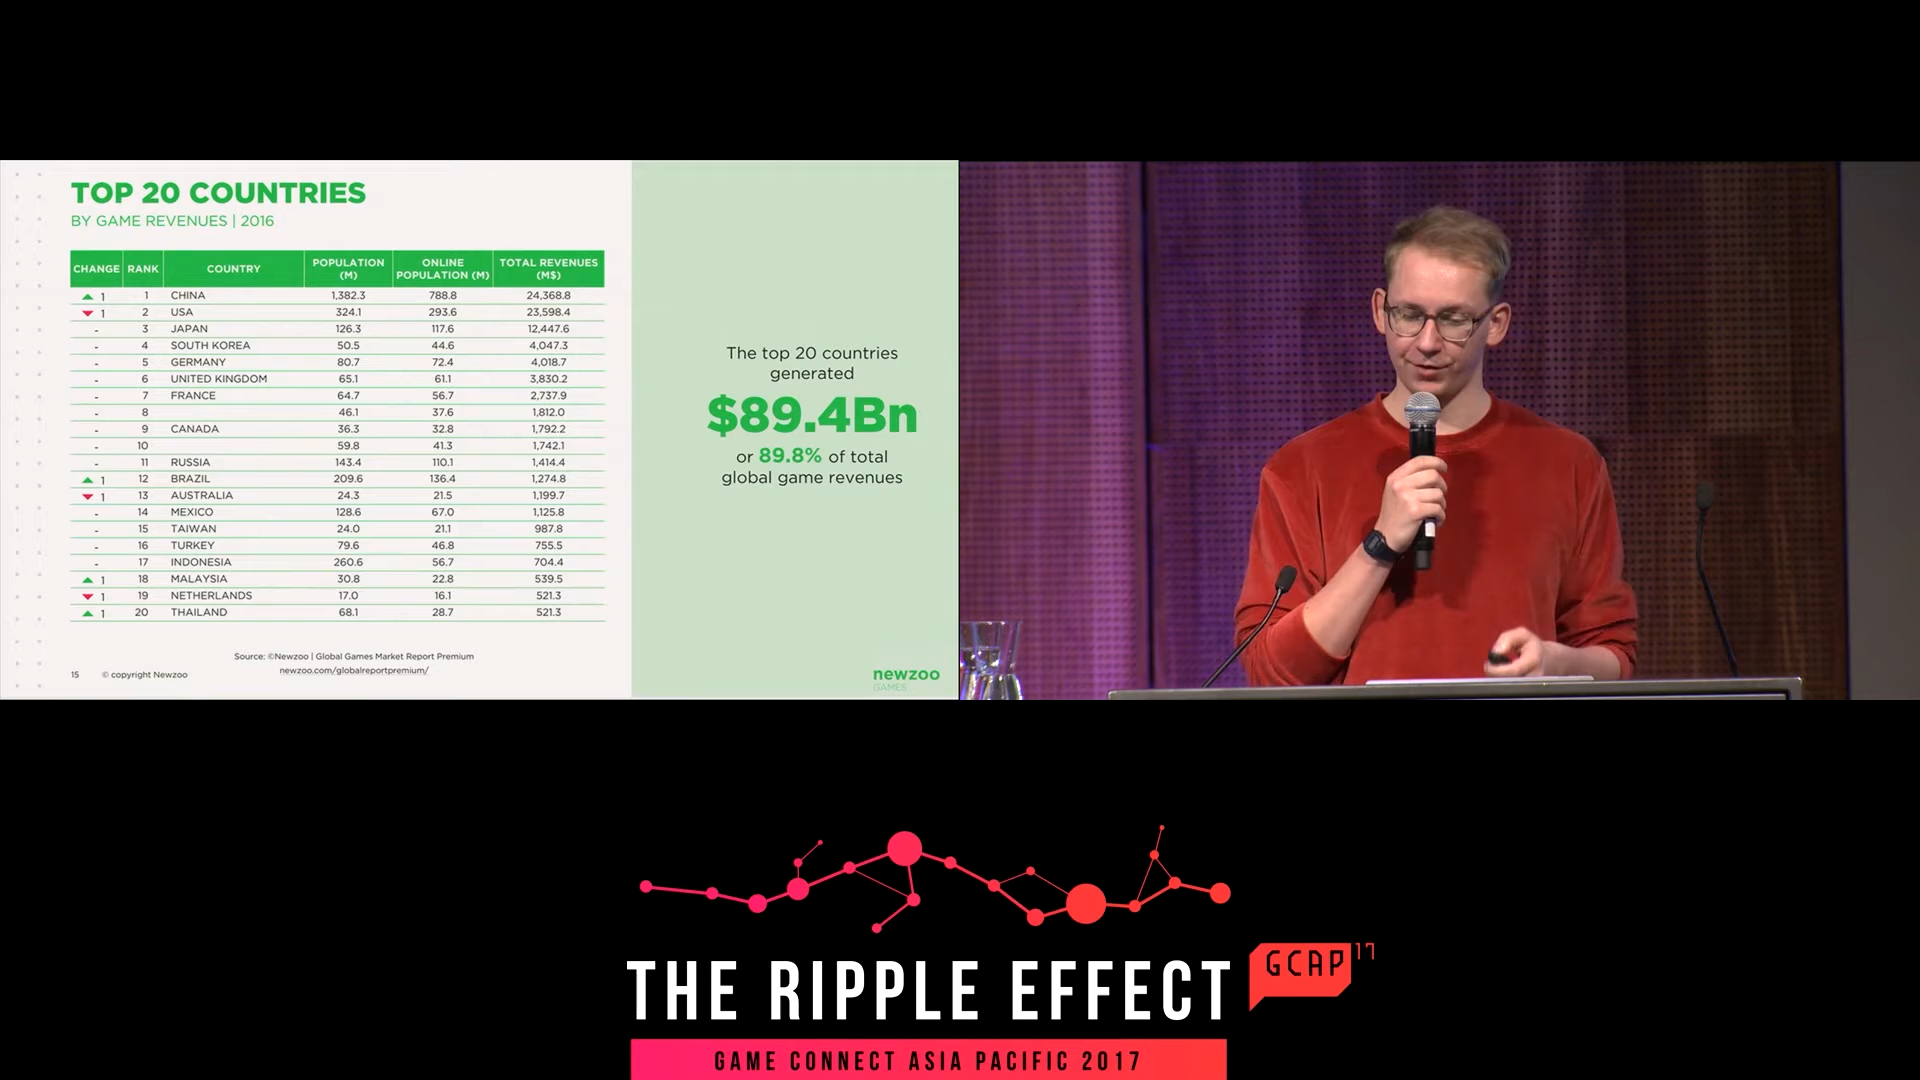 TOP 20 COUNTRIES
BY GAME REVENUES | 2016
CHANGE RANK COUNTRY POPULATION (M) ONLINE POPULATION (M) TOTAL REVENUES (M$)
▲ 1 1 CHINA 1,382.3 788.8 24,368.8
▼ 1 2 USA 324.1 293.6 23,598.4
- 3 JAPAN 126.3 117.6 12,447.6
- 4 SOUTH KOREA 50.5 44.6 4,047.3
- 5 GERMANY 80.7 72.4 4,018.7
- 6 UNITED KINGDOM 65.1 61.1 3,830.2
- 7 FRANCE 64.7 56.7 2,737.9
- 8 46.1 37.6 1,812.0
- 9 CANADA 36.3 32.8 1,792.2
- 10 59.8 41.3 1,742.1
- 11 RUSSIA 143.4 110.1 1,414.4
▲ 1 12 BRAZIL 209.6 136.4 1,274.8
▼ 1 13 AUSTRALIA 24.3 21.5 1,199.7
- 14 MEXICO 128.6 67.0 1,125.8
- 15 TAIWAN 24.0 21.1 987.8
- 16 TURKEY 79.6 46.8 755.5
- 17 INDONESIA 260.6 56.7 704.4
▲ 1 18 MALAYSIA 30.8 22.8 539.5
▼ 1 19 NETHERLANDS 17.0 16.1 521.3
▲ 1 20 THAILAND 68.1 28.7 521.3
Source: ©Newzoo | Global Games Market Report Premium
newzoo.com/globalreportpremium/
15 © copyright Newzoo
The top 20 countries
generated
$89.4Bn
or 89.8% of total
global game revenues
newzoo
GAMES
THE RIPPLE EFFECT
GCAP 17
GAME CONNECT ASIA PACIFIC 2017